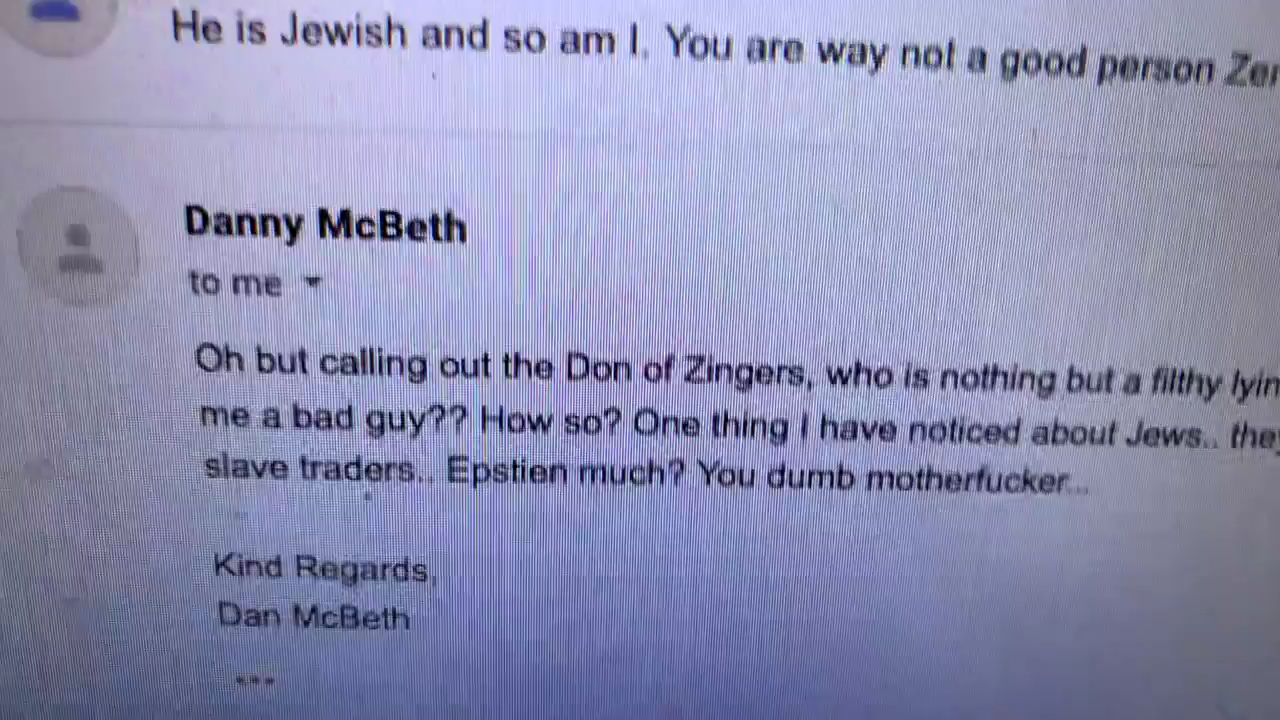 He is Jewish and so am I. You are way not a good person
Danny McBeth
to me
Oh but calling out the Don of Zingers, who is nothing but a filthy
me a bad guy?? How so? One thing I have noticed about Jews..
slave traders.. Epstien much? You dumb motherfucker...
Kind Regards,
Dan McBeth
...